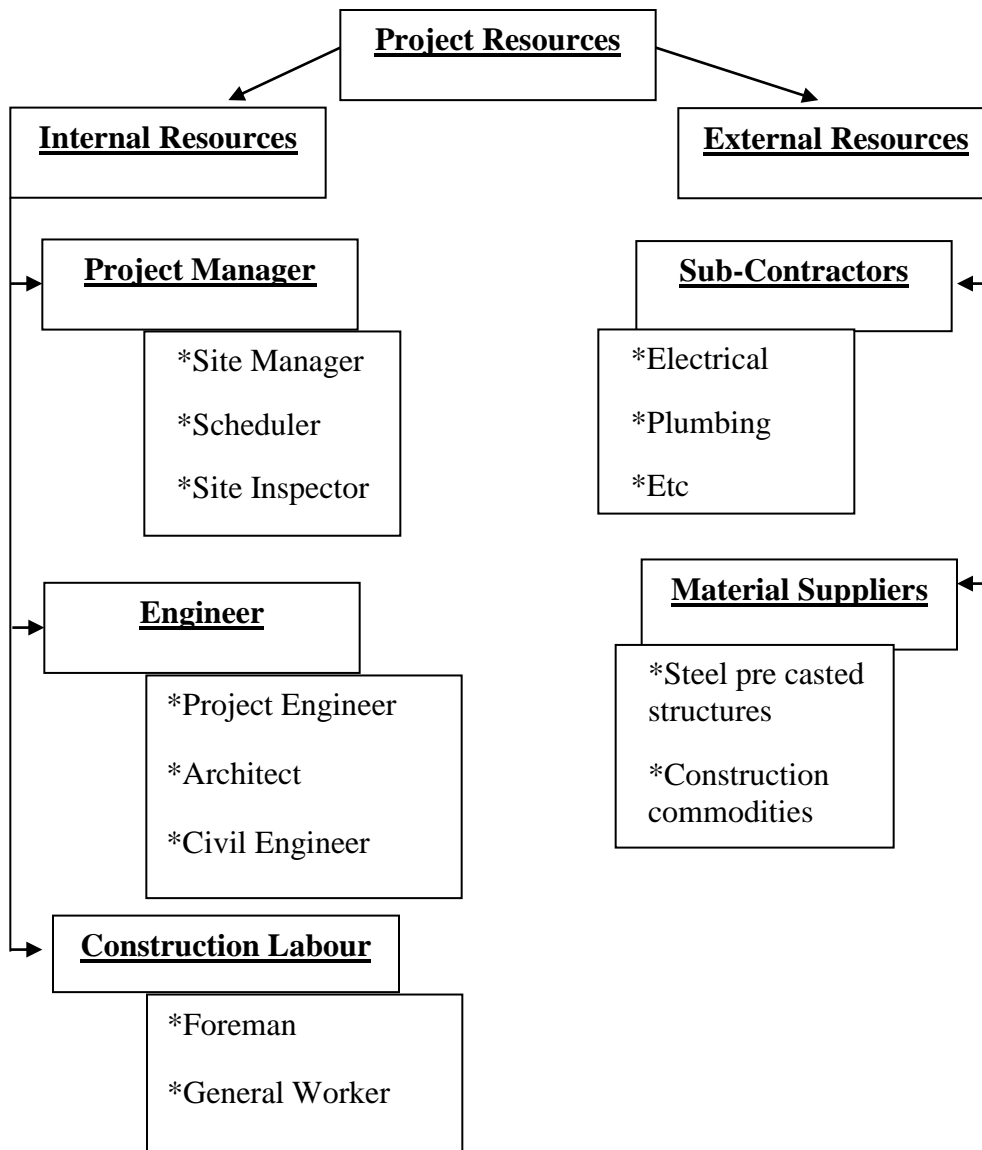 Project Resources
Internal Resources
External Resources
Project Manager
*Site Manager
*Scheduler
*Site Inspector
Engineer
*Project Engineer
*Architect
*Civil Engineer
Construction Labour
*Foreman
*General Worker
Sub-Contractors
*Electrical
*Plumbing
*Etc
Material Suppliers
*Steel pre casted
structures
*Construction
commodities